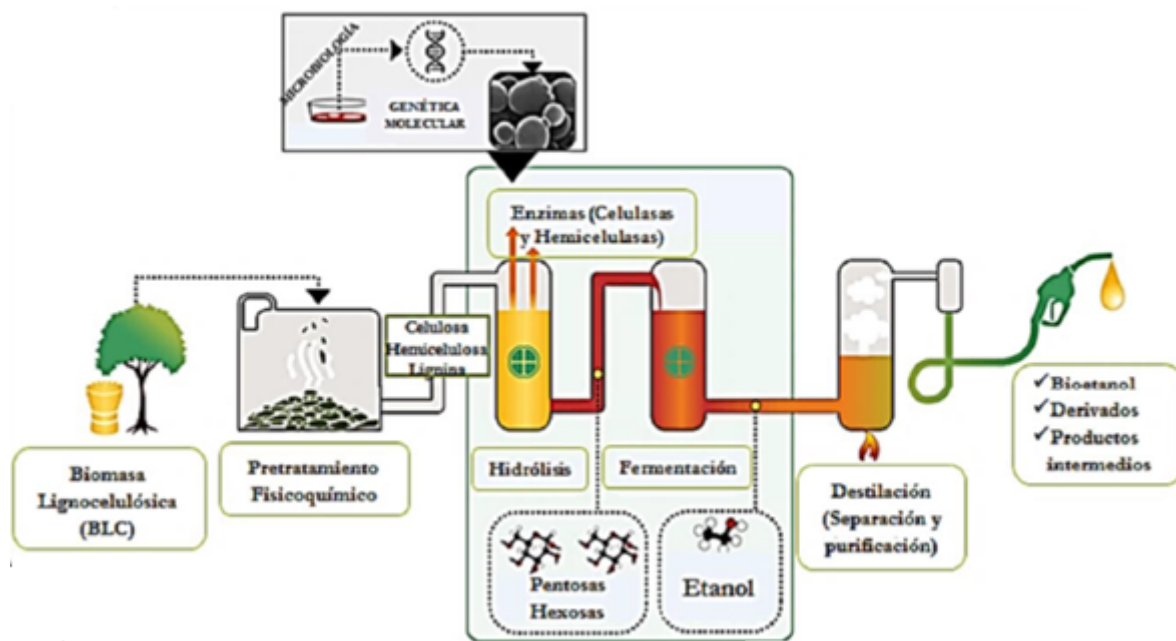 MICROBIOLOGÍA
GENÉTICA
MOLECULAR
Enzimas (Celulasas
y Hemicelulasas)
Celulosa
Hemicelulosa
Lignina
Biomasa
Lignocelulósica
(BLC)
Pretratamiento
Fisicoquímico
Hidrólisis
Fermentación
Pentosas
Hexosas
Etanol
Destilación
(Separación y
purificación)
✓ Bioetanol
✓ Derivados
✓ Productos
intermedios